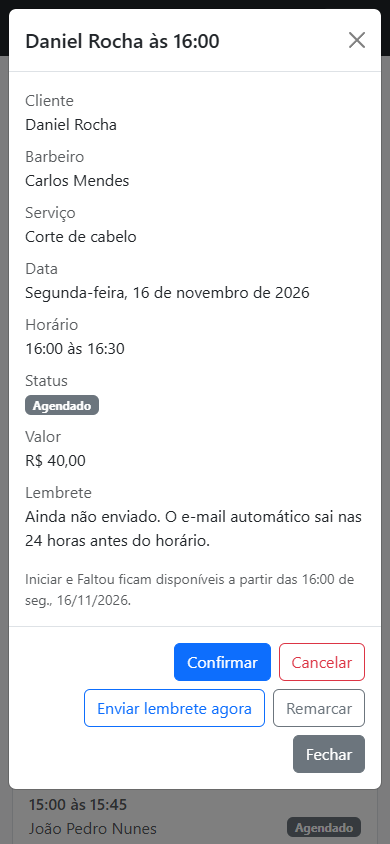 Daniel Rocha às 16:00
Cliente
Daniel Rocha
Barbeiro
Carlos Mendes
Serviço
Corte de cabelo
Data
Segunda-feira, 16 de novembro de 2026
Horário
16:00 às 16:30
Status
Agendado
Valor
R$ 40,00
Lembrete
Ainda não enviado. O e-mail automático sai nas
24 horas antes do horário.
Iniciar e Faltou ficam disponíveis a partir das 16:00 de
seg., 16/11/2026.
Confirmar Cancelar
Enviar lembrete agora Remarcar
Fechar
15:00 às 15:45
João Pedro Nunes Agendado